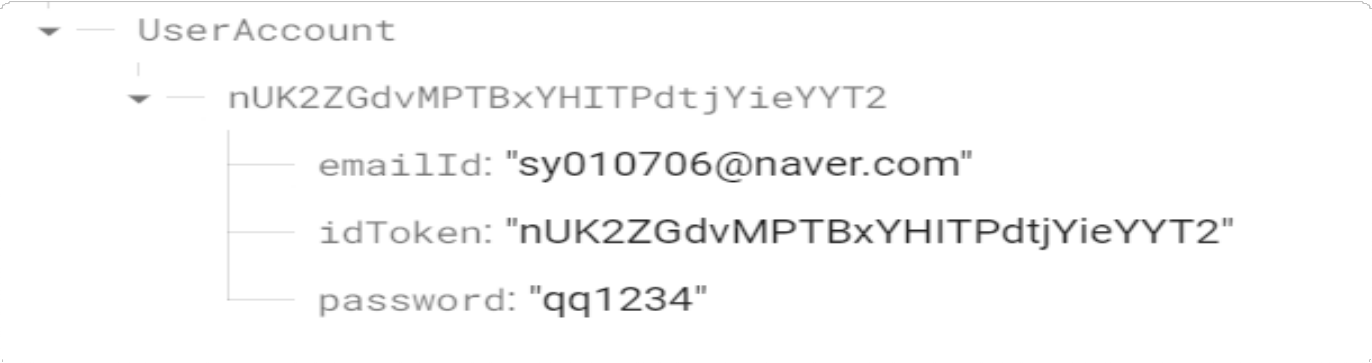 UserAccount
nUK2ZGdvMPTBxYHITPdtjYieYYT2
emailId: "sy010706@naver.com"
idToken: "nUK2ZGdvMPTBxYHITPdtjYieYYT2"
password: "qq1234"